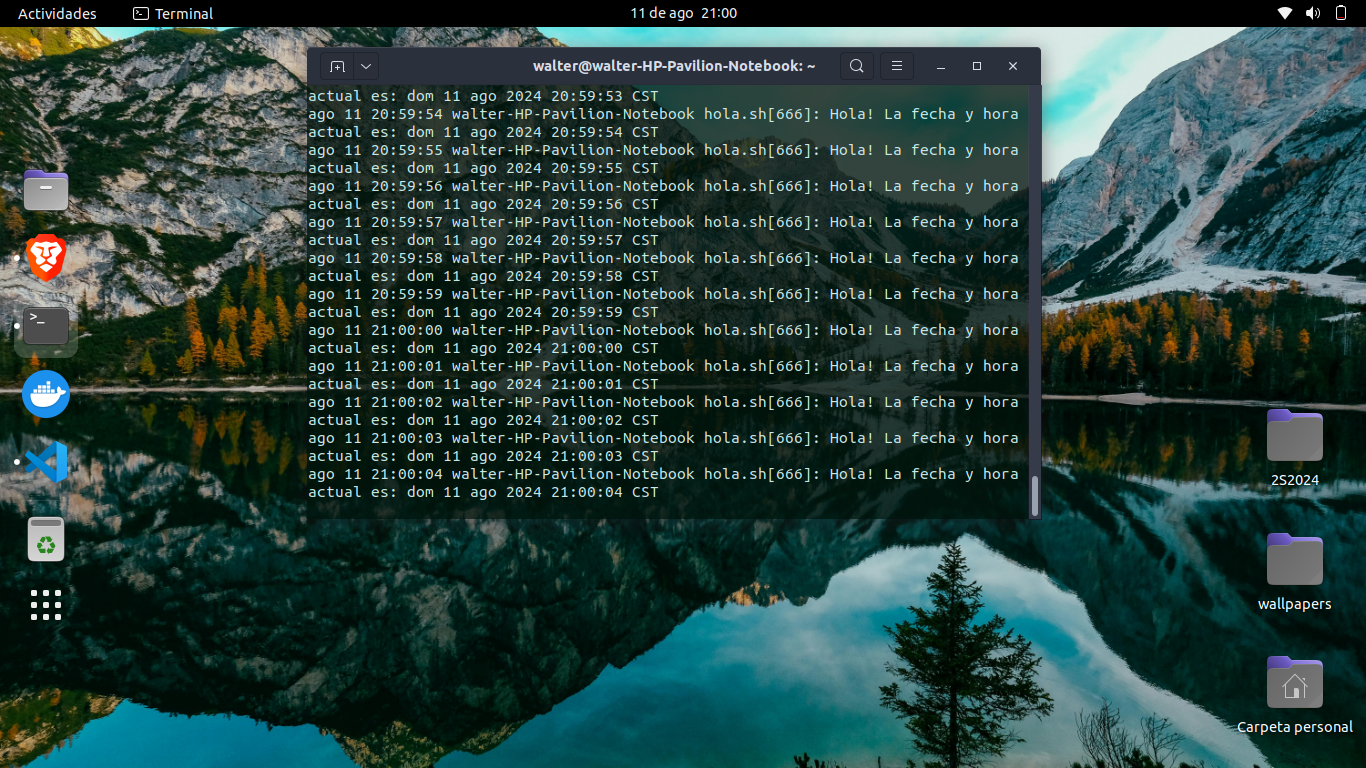 Actividades
Terminal
11 de ago 21:00
walter@walter-HP-Pavilion-Notebook: ~
actual es: dom 11 ago 2024 20:59:53 CST
ago 11 20:59:54 walter-HP-Pavilion-Notebook hola.sh[666]: Hola! La fecha y hora
actual es: dom 11 ago 2024 20:59:54 CST
ago 11 20:59:55 walter-HP-Pavilion-Notebook hola.sh[666]: Hola! La fecha y hora
actual es: dom 11 ago 2024 20:59:55 CST
ago 11 20:59:56 walter-HP-Pavilion-Notebook hola.sh[666]: Hola! La fecha y hora
actual es: dom 11 ago 2024 20:59:56 CST
ago 11 20:59:57 walter-HP-Pavilion-Notebook hola.sh[666]: Hola! La fecha y hora
actual es: dom 11 ago 2024 20:59:57 CST
ago 11 20:59:58 walter-HP-Pavilion-Notebook hola.sh[666]: Hola! La fecha y hora
actual es: dom 11 ago 2024 20:59:58 CST
ago 11 20:59:59 walter-HP-Pavilion-Notebook hola.sh[666]: Hola! La fecha y hora
actual es: dom 11 ago 2024 20:59:59 CST
ago 11 21:00:00 walter-HP-Pavilion-Notebook hola.sh[666]: Hola! La fecha y hora
actual es: dom 11 ago 2024 21:00:00 CST
ago 11 21:00:01 walter-HP-Pavilion-Notebook hola.sh[666]: Hola! La fecha y hora
actual es: dom 11 ago 2024 21:00:01 CST
ago 11 21:00:02 walter-HP-Pavilion-Notebook hola.sh[666]: Hola! La fecha y hora
actual es: dom 11 ago 2024 21:00:02 CST
ago 11 21:00:03 walter-HP-Pavilion-Notebook hola.sh[666]: Hola! La fecha y hora
actual es: dom 11 ago 2024 21:00:03 CST
ago 11 21:00:04 walter-HP-Pavilion-Notebook hola.sh[666]: Hola! La fecha y hora
actual es: dom 11 ago 2024 21:00:04 CST
2S2024
wallpapers
Carpeta personal